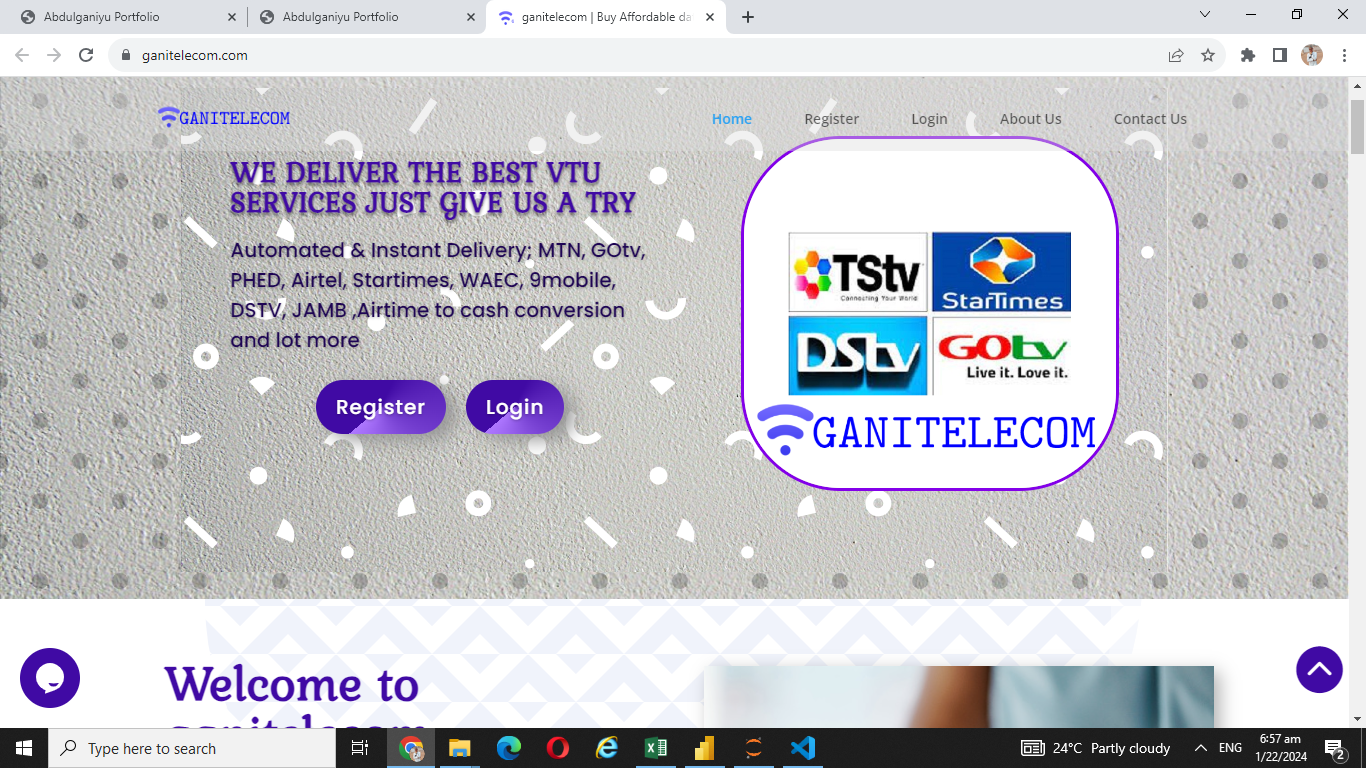 Abdulganiyu Portfolio
Abdulganiyu Portfolio
ganitelecom | Buy Affordable da
ganitelecom.com
GANITELECOM
Home
Register
Login
About Us
Contact Us
WE DELIVER THE BEST VTU
SERVICES JUST GIVE US A TRY
Automated & Instant Delivery; MTN, GOtv,
PHED, Airtel, Startimes, WAEC, 9mobile,
DSTV, JAMB ,Airtime to cash conversion
and lot more
Register
Login
TStv
Connecting Your World
StarTimes
DStv
GOtv
Live it. Love it.
GANITELECOM
Welcome to
ganitelecom
Type here to search
24°C Partly cloudy
ENG
6:57 am
1/22/2024
2